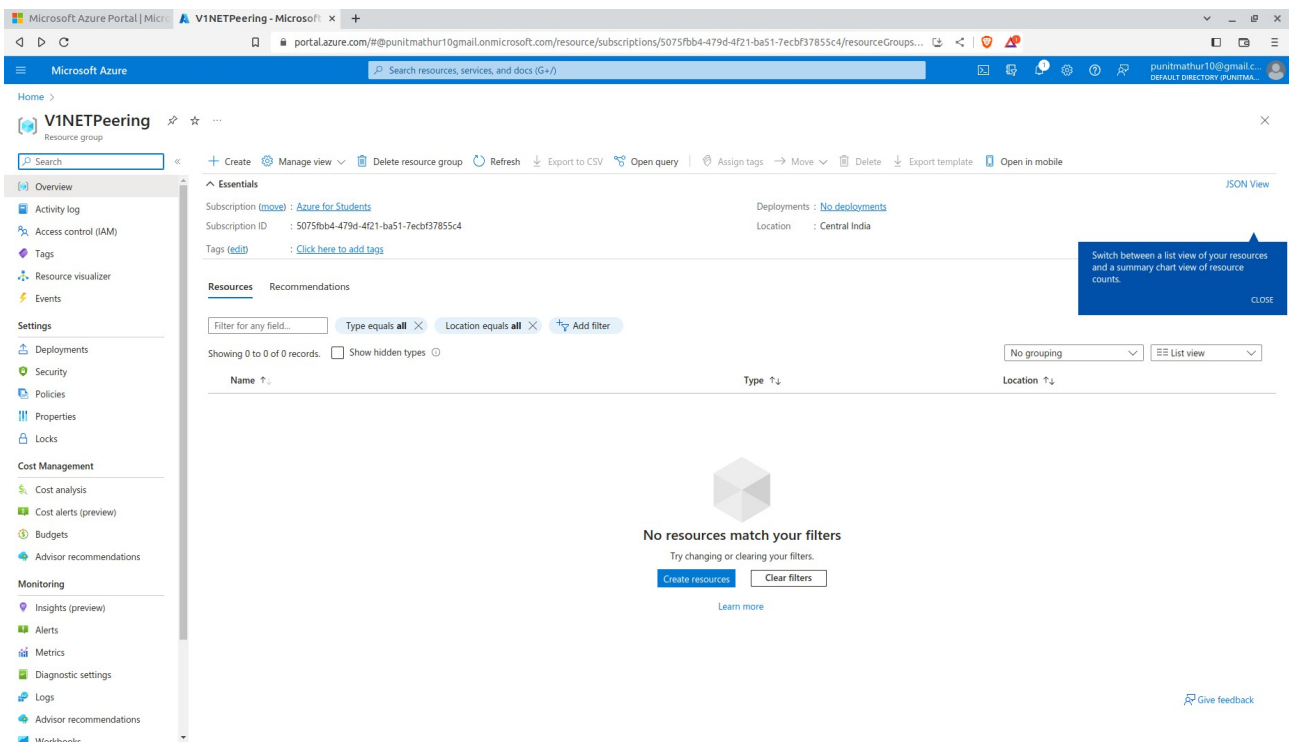 Microsoft Azure Portal | Micro
V1NETPeering - Microsoft
portal.azure.com/#@punitmathur10gmail.onmicrosoft.com/resource/subscriptions/5075fbb4-479d-4f21-ba51-7ecbf37855c4/resourceGroups...
Microsoft Azure
Search resources, services, and docs (G+/)
1
punitmathur10@gmail.c...
DEFAULT DIRECTORY (PUNITMA...
Home >
V1NETPeering
Resource group
Search
Create
Manage view
Delete resource group
Refresh
Export to CSV
Open query
Assign tags
Move
Delete
Export template
Open in mobile
Overview
Activity log
Access control (IAM)
Tags
Resource visualizer
Events
Settings
Deployments
Security
Policies
Properties
Locks
Cost Management
Cost analysis
Cost alerts (preview)
Budgets
Advisor recommendations
Monitoring
Insights (preview)
Alerts
Metrics
Diagnostic settings
Logs
Advisor recommendations
Workbooks
Essentials
JSON View
Subscription (move) : Azure for Students
Subscription ID : 5075fbb4-479d-4f21-ba51-7ecbf37855c4
Tags (edit) : Click here to add tags
Deployments : No deployments
Location : Central India
Switch between a list view of your resources
and a summary chart view of resource
counts.
CLOSE
Resources
Recommendations
Filter for any field...
Type equals all
Location equals all
Add filter
Showing 0 to 0 of 0 records.
Show hidden types
No grouping
List view
Name
Type
Location
No resources match your filters
Try changing or clearing your filters.
Create resources
Clear filters
Learn more
Give feedback